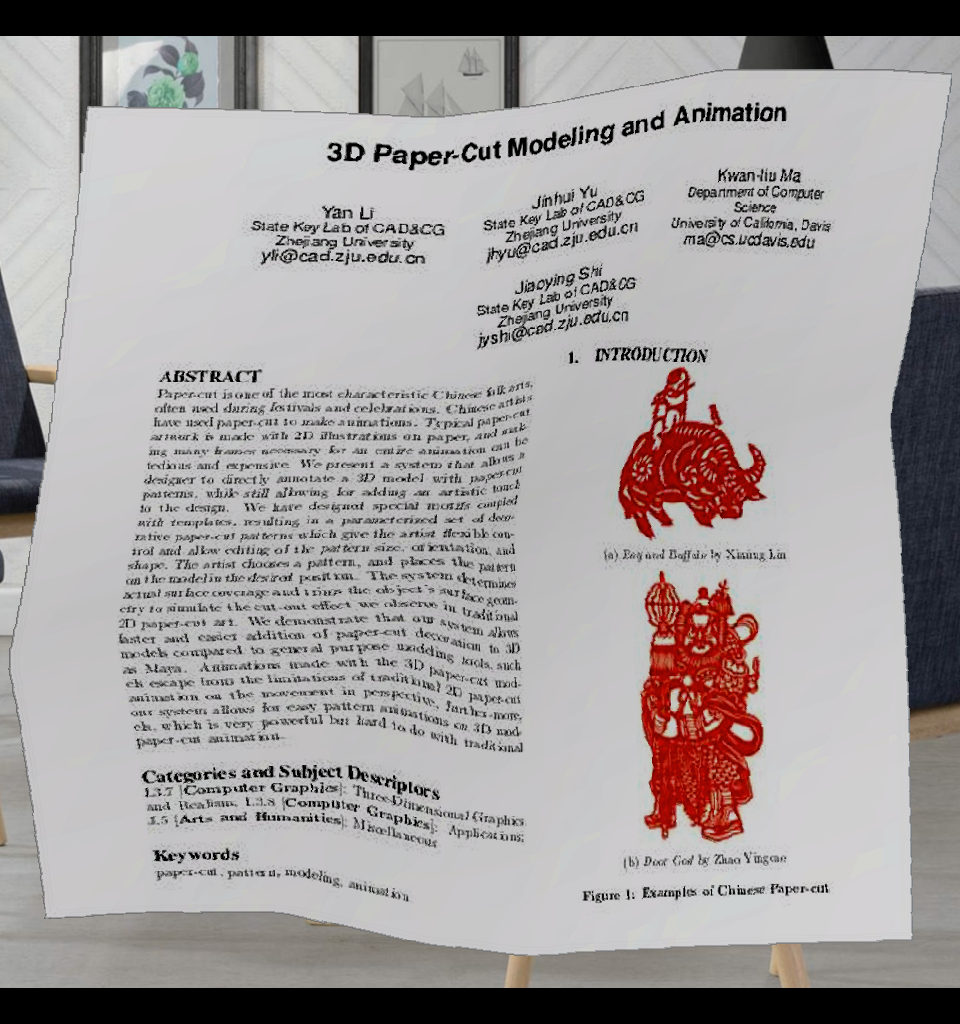 3D Paper-Cut Modeling and Animation
Yan Li
State Key Lab of CAD&CG
Zhejiang University
yli@cad.zju.edu.cn
Jinhui Yu
State Key Lab of CAD&CG
Zhejiang University
jhyu@cad.zju.edu.cn
Kwan-liu Ma
Department of Computer
Science
University of California, Davis
ma@cs.ucdavis.edu
Jiaoying Shi
State Key Lab of CAD&CG
Zhejiang University
jyshi@cad.zju.edu.cn
ABSTRACT
Paper-cut is one of the most characteristic Chinese folk arts,
often used during festivals and celebrations. Chinese artists
have used paper-cut to make animations. Typical paper-cut
artwork is made with 2D illustrations on paper, and mak-
ing many frames necessary for an entire animation can be
tedious and expensive. We present a system that allows a
designer to directly annotate a 3D model with paper-cut
patterns, while still allowing for adding an artistic touch
to the design. We have designed special motifs coupled
with templates, resulting in a parameterized set of deco-
rative paper-cut patterns which give the artist flexible con-
trol and allow editing of the pattern size, orientation, and
shape. The artist chooses a pattern, and places the pattern
on the model in the desired position. The system determines
actual surface coverage and trims the object's surface geom-
etry to simulate the cut-out effect we observe in traditional
2D paper-cut art. We demonstrate that our system allows
faster and easier addition of paper-cut decoration to 3D
models compared to general purpose modeling tools, such
as Maya. Animations made with the 3D paper-cut mod-
els escape from the limitations of traditional 2D paper-cut
animation on the movement in perspective, further-more,
our system allows for easy pattern animations on 3D mod-
els, which is very powerful but hard to do with traditional
paper-cut animation.
Categories and Subject Descriptors
I.3.7 [Computer Graphics]: Three-Dimensional Graphics
and Realism; I.3.8 [Computer Graphics]: Applications;
J.5 [Arts and Humanities]: Miscellaneous
Keywords
paper-cut, pattern, modeling, animation
1. INTRODUCTION
(a) Boy and Buffalo by Xiaing Lin
(b) Door God by Zhao Yingcae
Figure 1: Examples of Chinese Paper-cut